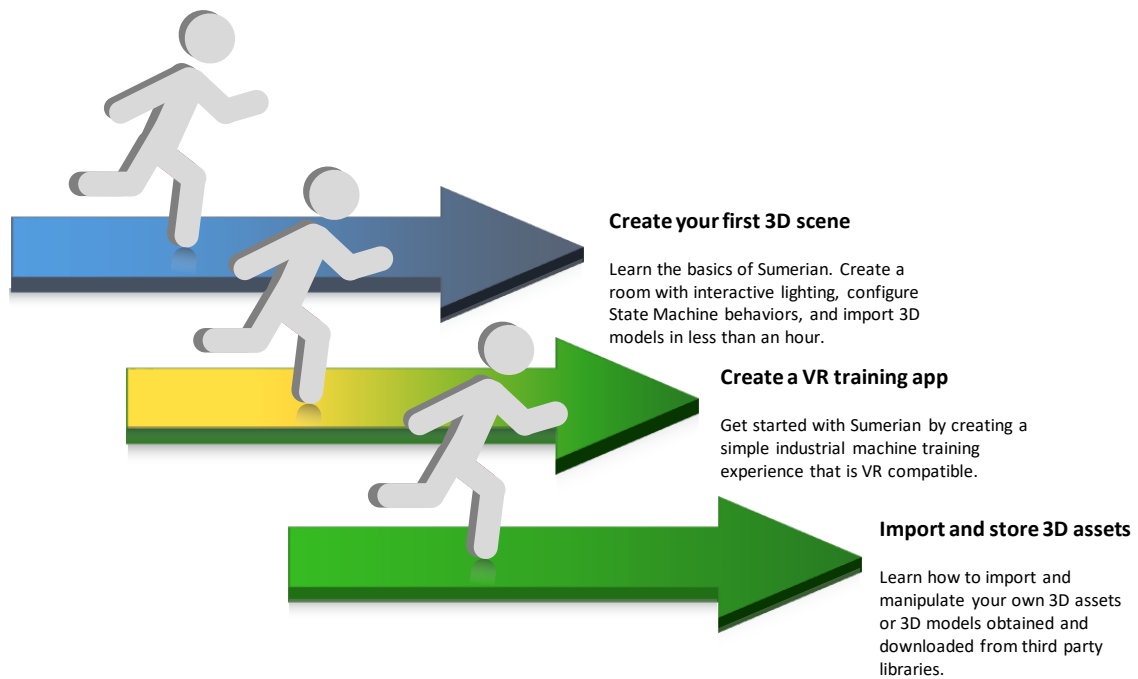 Create your first 3D scene
Learn the basics of Sumerian. Create a
room with interactive lighting, configure
State Machine behaviors, and import 3D
models in less than an hour.
Create a VR training app
Get started with Sumerian by creating a
simple industrial machine training
experience that is VR compatible.
Import and store 3D assets
Learn how to import and
manipulate your own 3D assets
or 3D models obtained and
downloaded from third party
libraries.